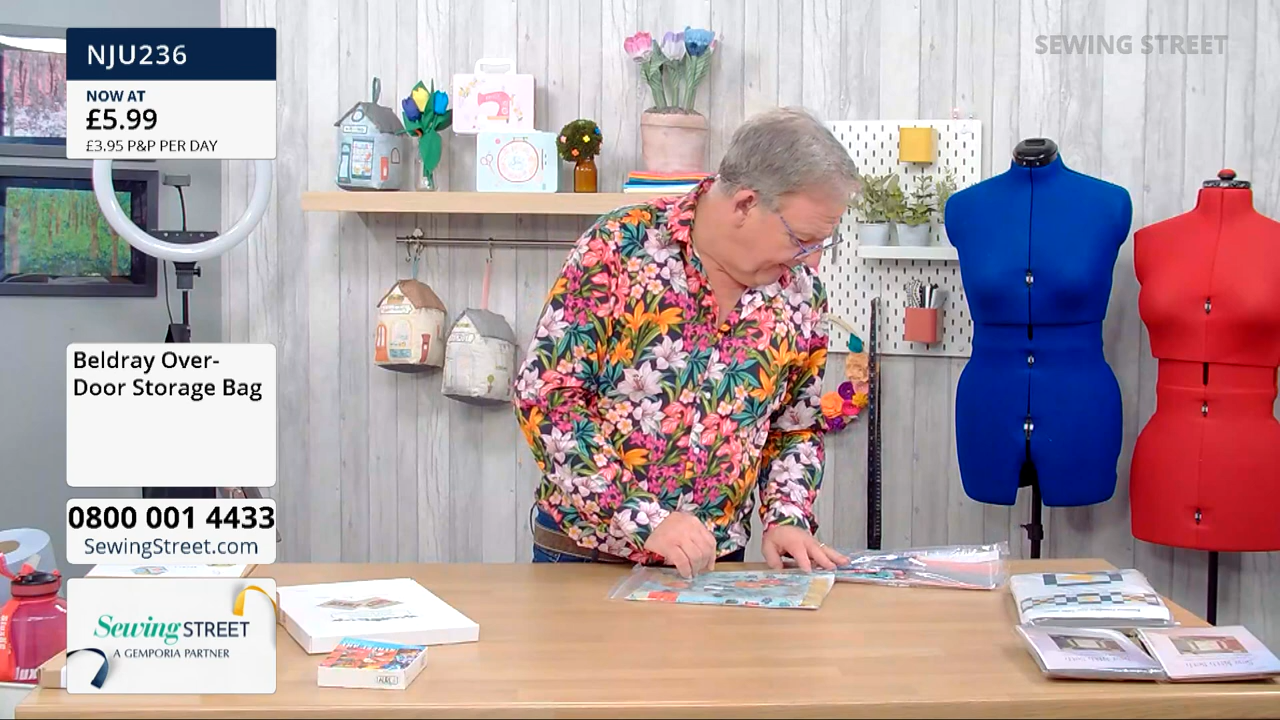 NJU236
NOW AT
£5.99
£3.95 P&P PER DAY
SEWING STREET
Beldray Over-
Door Storage Bag
0800 001 4433
SewingStreet.com
Sewing STREET
A GEMPORIA PARTNER